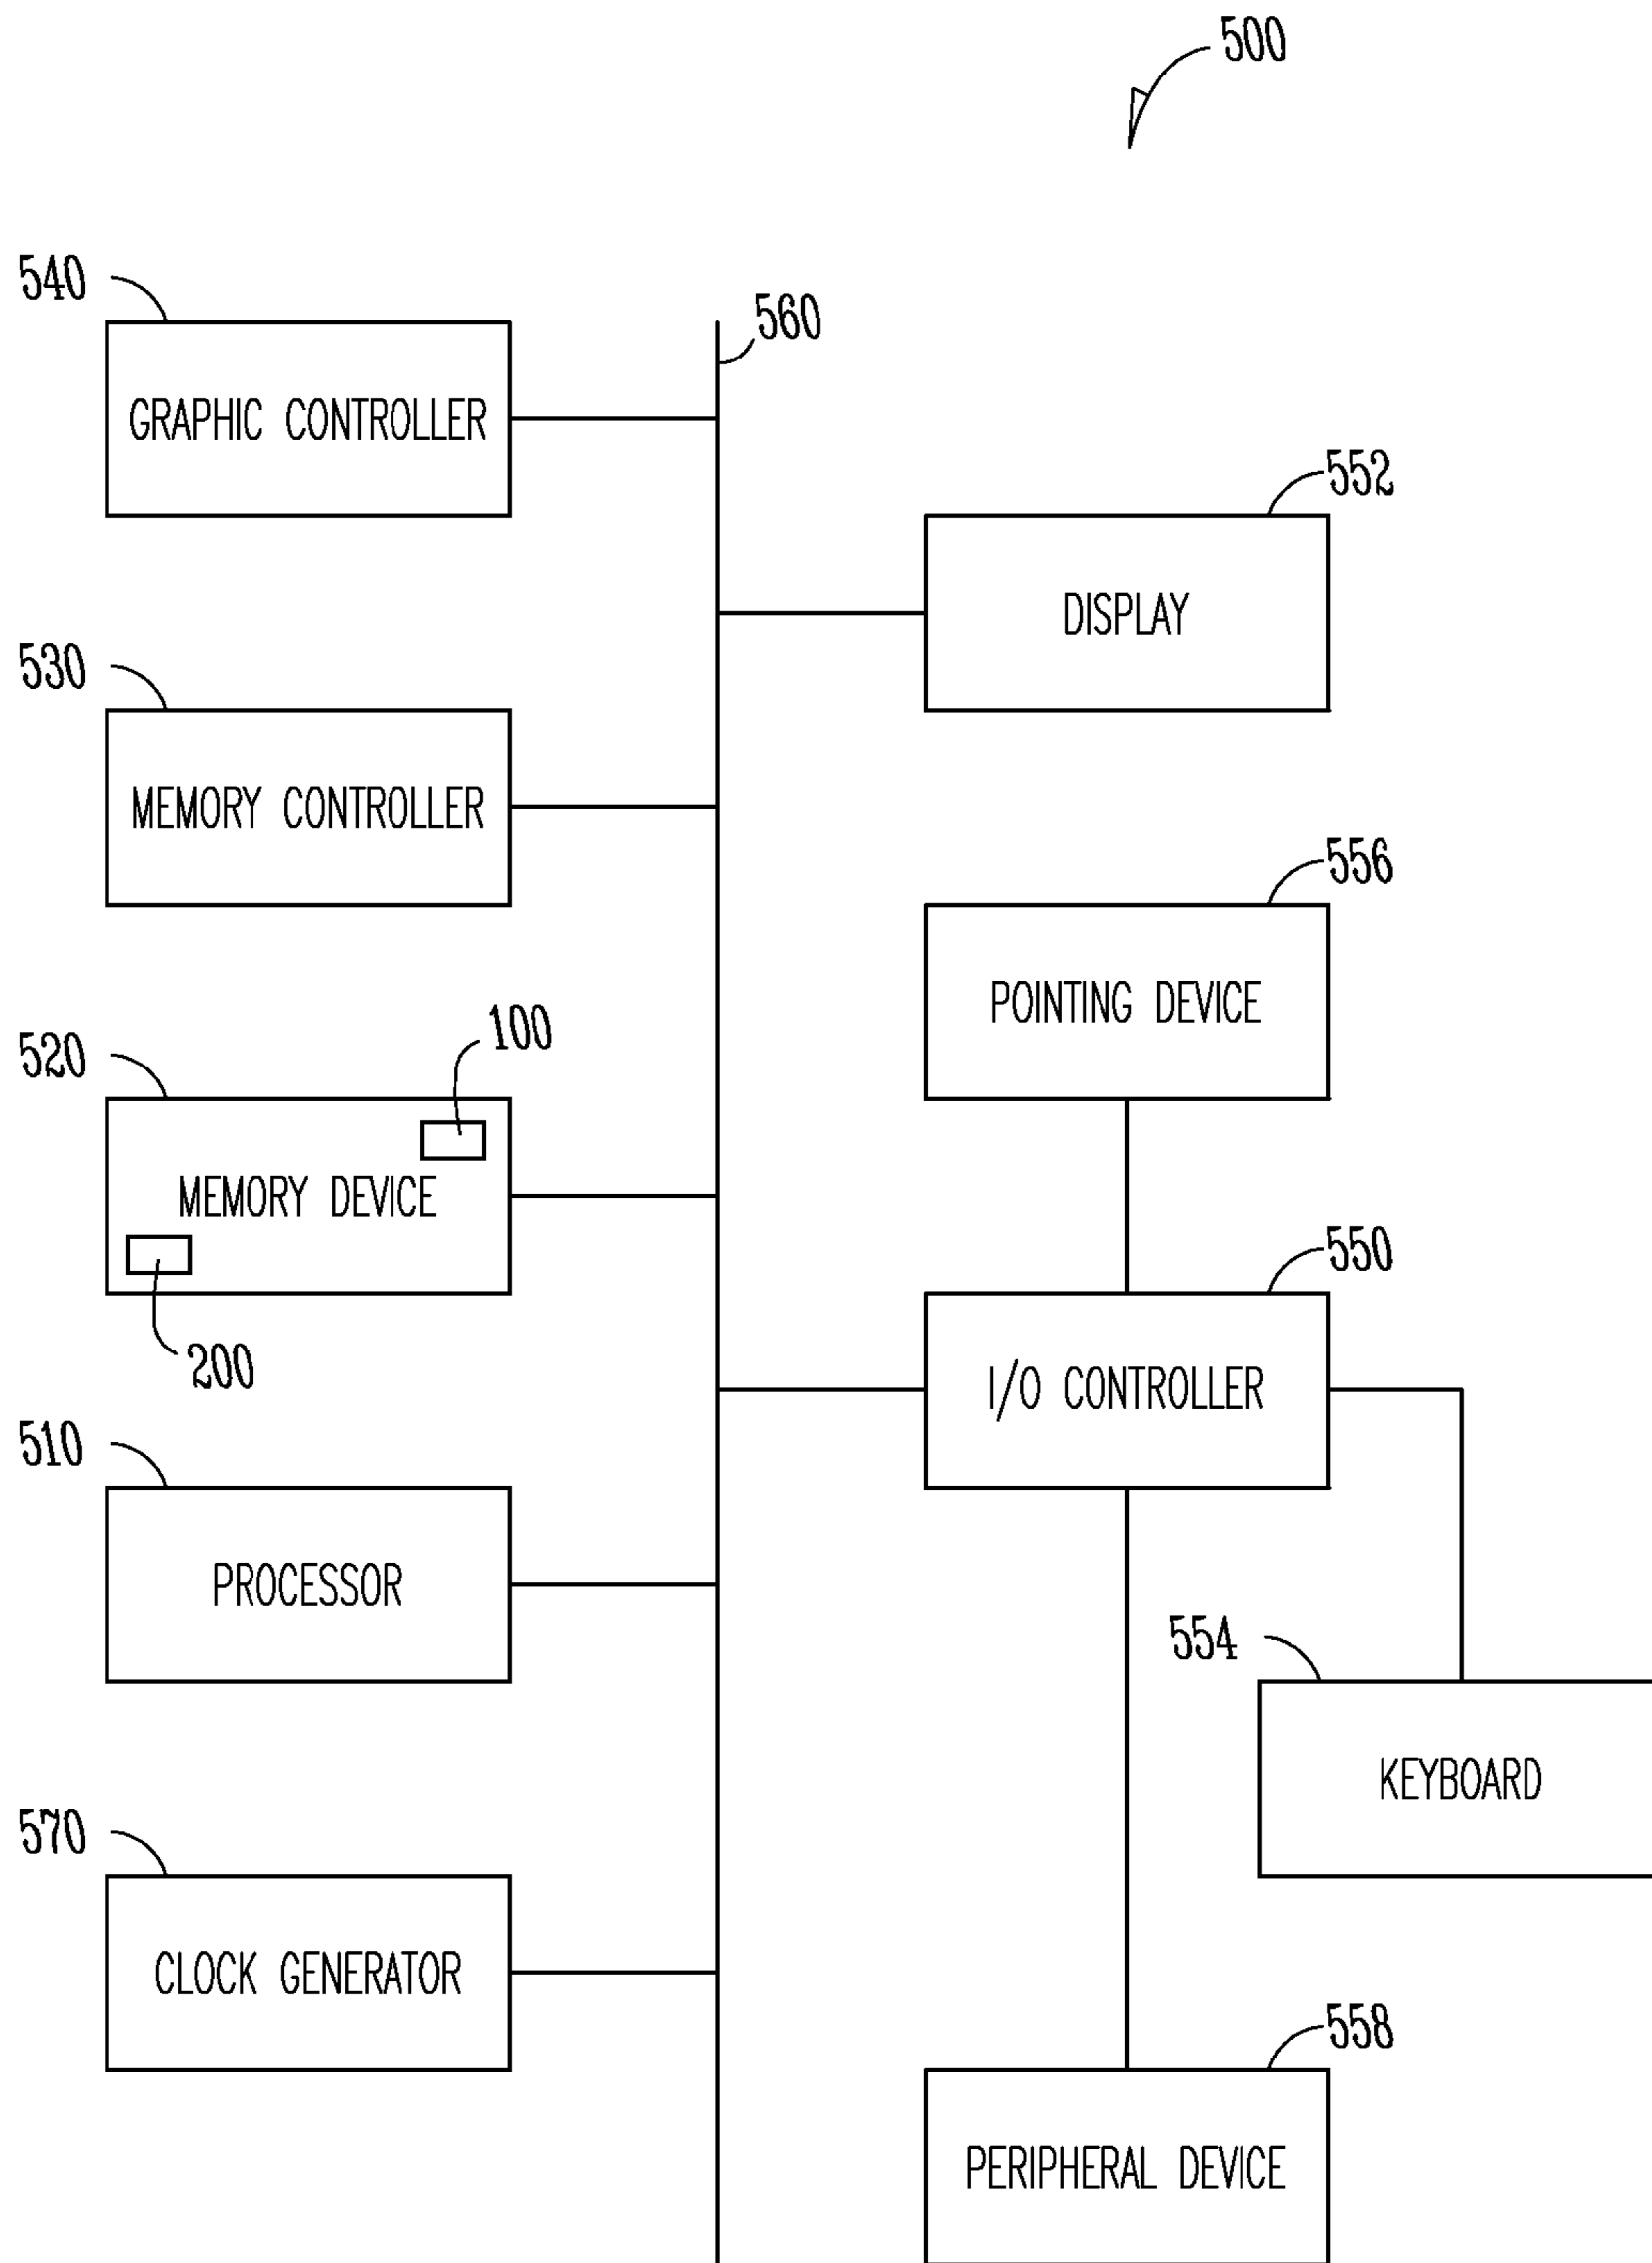 500
540
560
GRAPHIC CONTROLLER
552
DISPLAY
530
MEMORY CONTROLLER
556
POINTING DEVICE
520
100
MEMORY DEVICE
200
550
I/O CONTROLLER
510
PROCESSOR
554
KEYBOARD
570
CLOCK GENERATOR
558
PERIPHERAL DEVICE